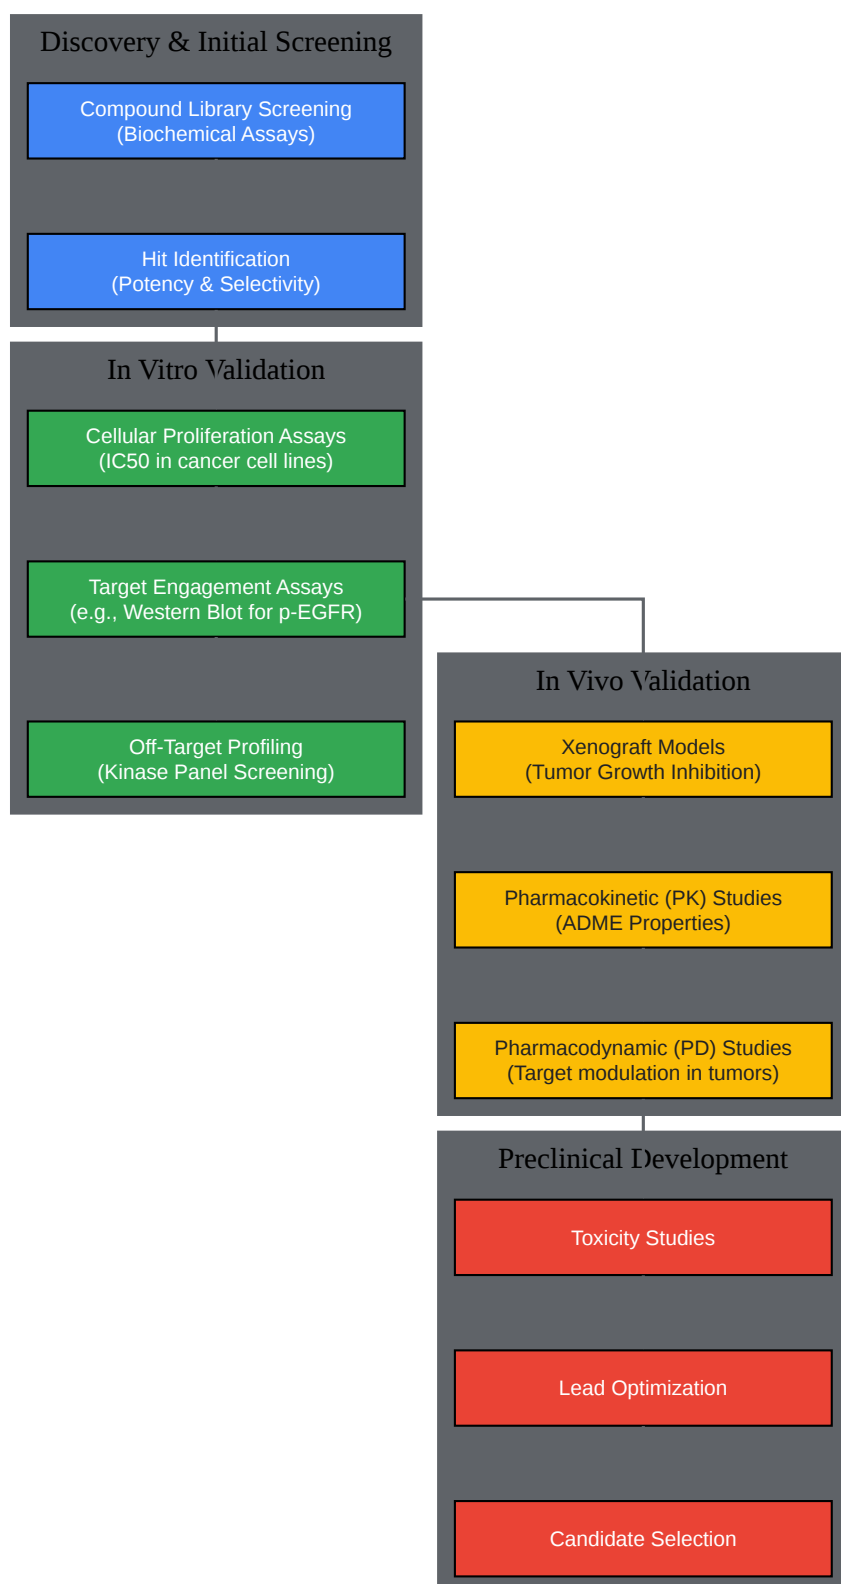 Discovery & Initial Screening
Compound Library Screening
(Biochemical Assays)
Hit Identification
(Potency & Selectivity)
In Vitro Validation
Cellular Proliferation Assays
(IC50 in cancer cell lines)
Target Engagement Assays
(e.g., Western Blot for p-EGFR)
Off-Target Profiling
(Kinase Panel Screening)
In Vivo Validation
Xenograft Models
(Tumor Growth Inhibition)
Pharmacokinetic (PK) Studies
(ADME Properties)
Pharmacodynamic (PD) Studies
(Target modulation in tumors)
Preclinical Development
Toxicity Studies
Lead Optimization
Candidate Selection